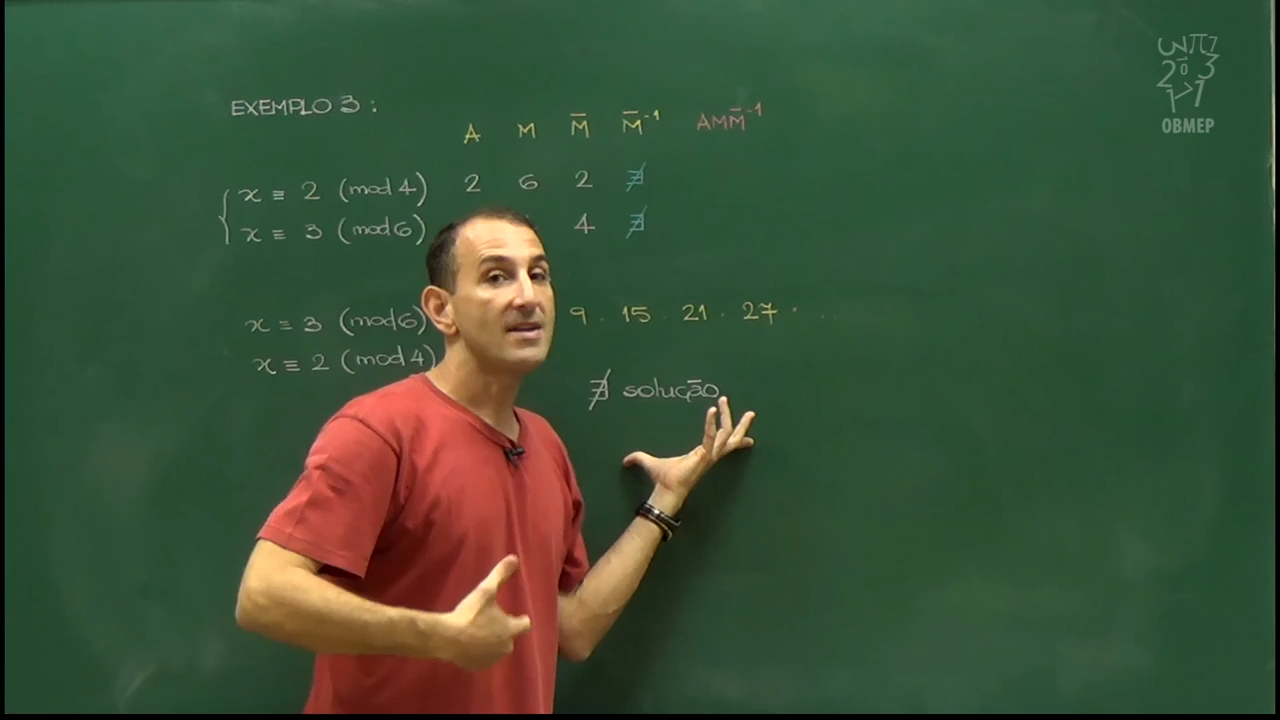 EXEMPLO 3:
A M M̄ M̄⁻¹ AMM̄⁻¹
x ≡ 2 (mod 4) 2 6 2 ∄
x ≡ 3 (mod 6) 4 ∄
x ≡ 3 (mod 6) 9 . 15 . 21 . 27 . ...
x ≡ 2 (mod 4)
∄ solução
OBMEP